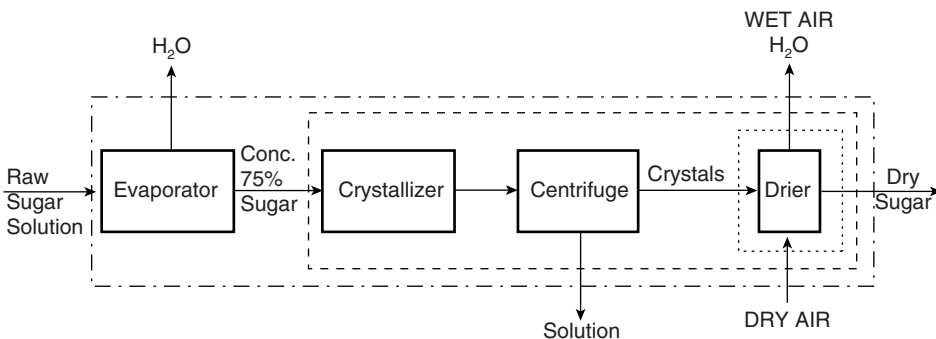 WET AIR
H₂O
H₂O
Raw
Sugar
Solution
Evaporator
Conc.
75%
Sugar
Crystallizer
Centrifuge
Crystals
Drier
Dry
Sugar
Solution
DRY AIR